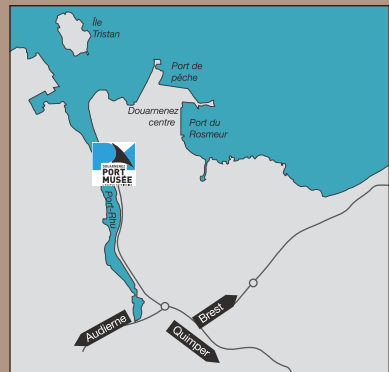 Île
Tristan
Port de
pêche
Douarnenez
centre
Port du
Rosmeur
DOUARNENEZ
PORT
MUSÉE
Port-Rhu
Audierne
Quimper
Brest